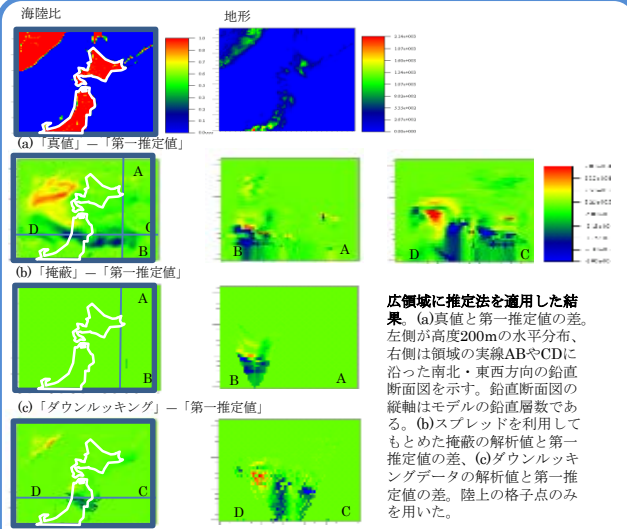 海陸比
地形
1.0
(a)「真値」―「第一推定値」
A
D
C
B
B
A
D
C
(b)「掩蔽」―「第一推定値」
A
B
B
A
(c)「ダウンルッキング」―「第一推定値」
D
C
D
C
広領域に推定法を適用した結
果。(a)真値と第一推定値の差。
左側が高度200mの水平分布、
右側は領域の実線ABやCDに
沿った南北・東西方向の鉛直
断面図を示す。鉛直断面図の
縦軸はモデルの鉛直層数であ
る。(b)スプレッドを利用して
もとめた掩蔽の解析値と第一
推定値の差、(c)ダウンルッキ
ングデータの解析値と第一推
定値の差。陸上の格子点のみ
を用いた。